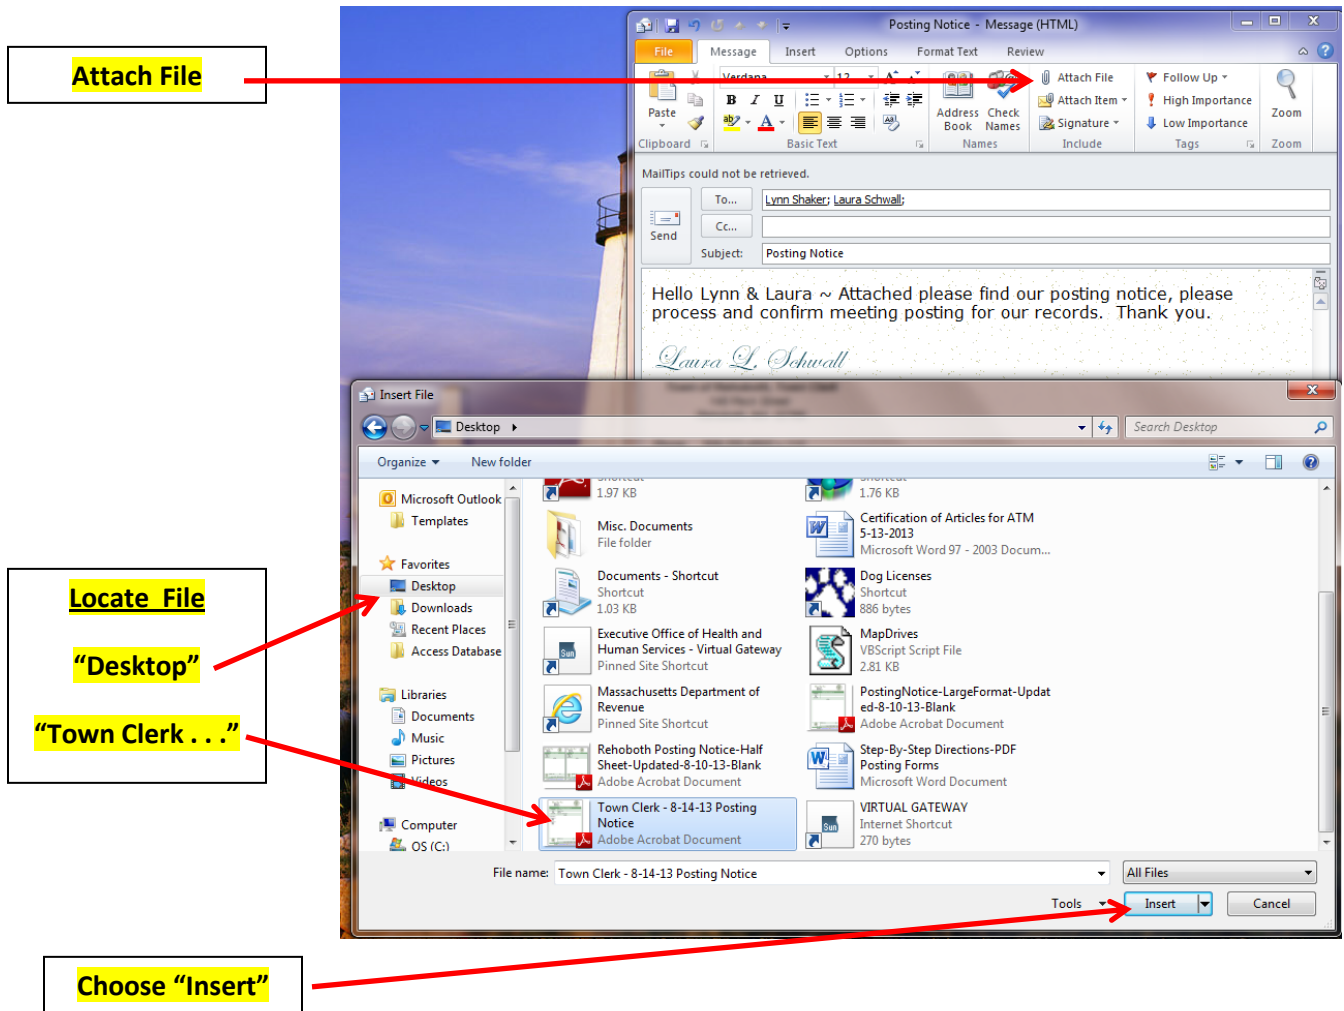 Attach File
Posting Notice - Message (HTML)
File Message Insert Options Format Text Review
Verdana 12
Paste
B I U
Address Book
Check Names
Attach File
Attach Item
Signature
Follow Up
High Importance
Low Importance
Zoom
Clipboard Basic Text Names Include Tags Zoom
MailTips could not be retrieved.
Send
To... Lynn Shaker; Laura Schwall;
Cc...
Subject: Posting Notice
Hello Lynn & Laura ~ Attached please find our posting notice, please
process and confirm meeting posting for our records. Thank you.
Laura L. Schwall
Insert File
Desktop
Search Desktop
Organize New folder
Microsoft Outlook
Templates
Favorites
Desktop
Downloads
Recent Places
Access Database
Libraries
Documents
Music
Pictures
Videos
Computer
OS (C:)
Shortcut
1.97 KB
Shortcut
1.76 KB
Misc. Documents
File folder
Certification of Articles for ATM
5-13-2013
Microsoft Word 97 - 2003 Docum...
Documents - Shortcut
Shortcut
1.03 KB
Dog Licenses
Shortcut
886 bytes
Executive Office of Health and
Human Services - Virtual Gateway
Pinned Site Shortcut
Sun
MapDrives
VBScript Script File
2.81 KB
Massachusetts Department of
Revenue
Pinned Site Shortcut
PostingNotice-LargeFormat-Updat
ed-8-10-13-Blank
Adobe Acrobat Document
Rehoboth Posting Notice-Half
Sheet-Updated-8-10-13-Blank
Adobe Acrobat Document
Step-By-Step Directions-PDF
Posting Forms
Microsoft Word Document
Town Clerk - 8-14-13 Posting
Notice
Adobe Acrobat Document
VIRTUAL GATEWAY
Internet Shortcut
270 bytes
Sun
File name: Town Clerk - 8-14-13 Posting Notice
All Files
Tools Insert Cancel
Locate File
“Desktop”
“Town Clerk . . .”
Choose “Insert”